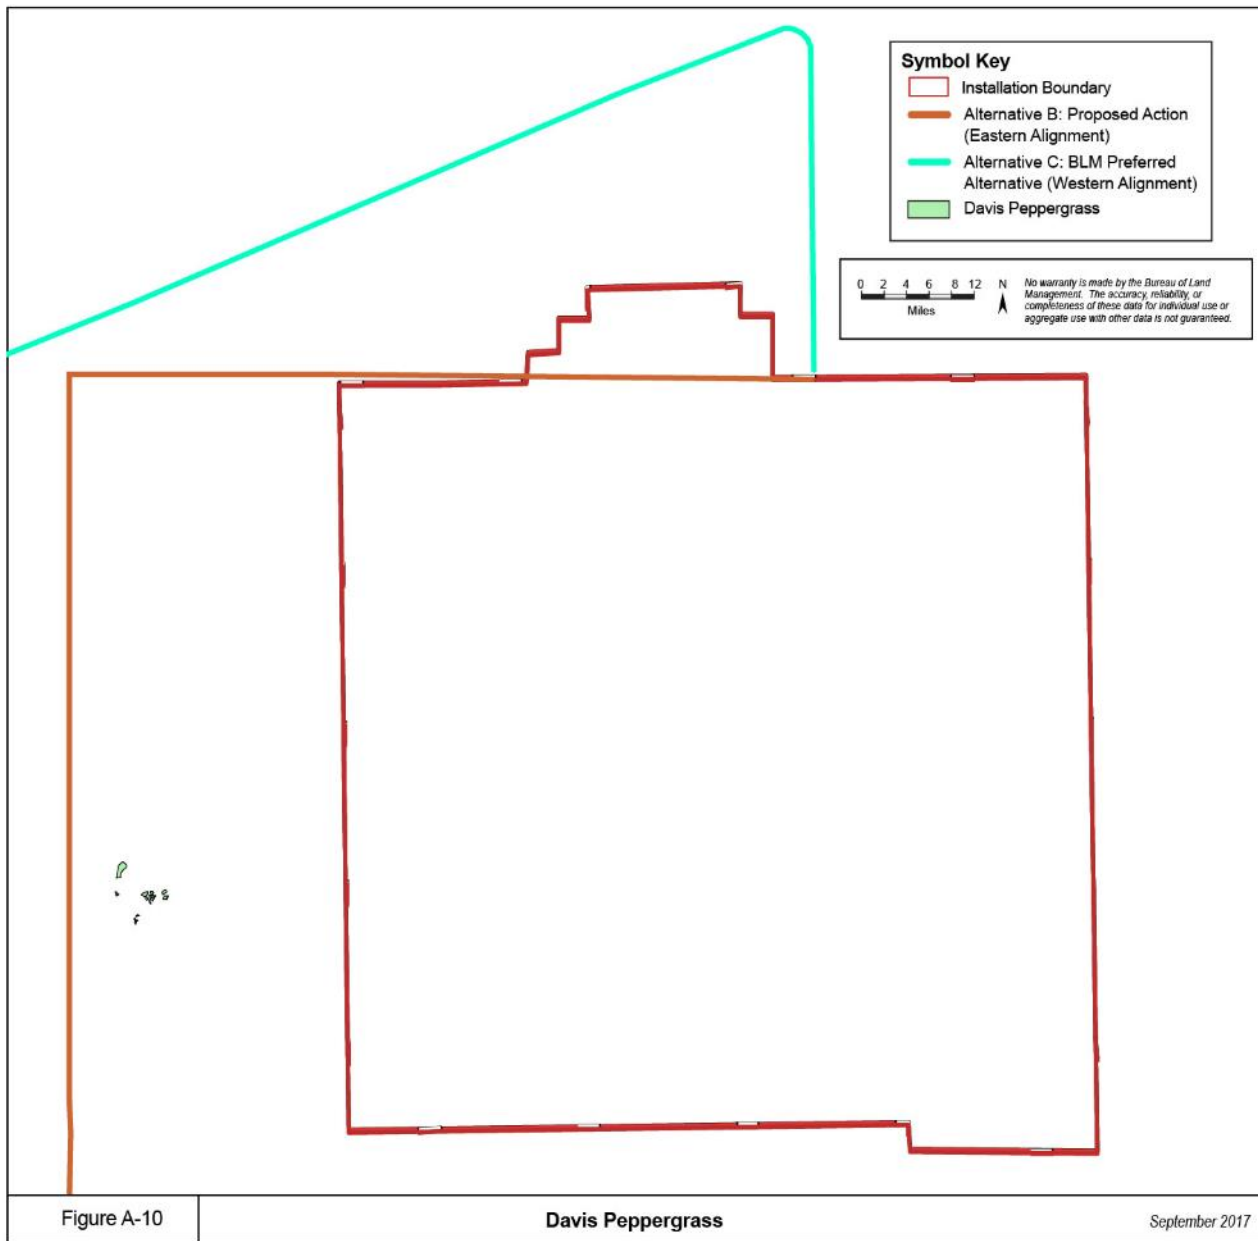 Symbol Key
Installation Boundary
Alternative B: Proposed Action
(Eastern Alignment)
Alternative C: BLM Preferred
Alternative (Western Alignment)
Davis Peppergrass
0 2 4 6 8 12
Miles
N
No warranty is made by the Bureau of Land
Management. The accuracy, reliability, or
completeness of these data for individual use or
aggregate use with other data is not guaranteed.
Figure A-10
Davis Peppergrass
September 2017